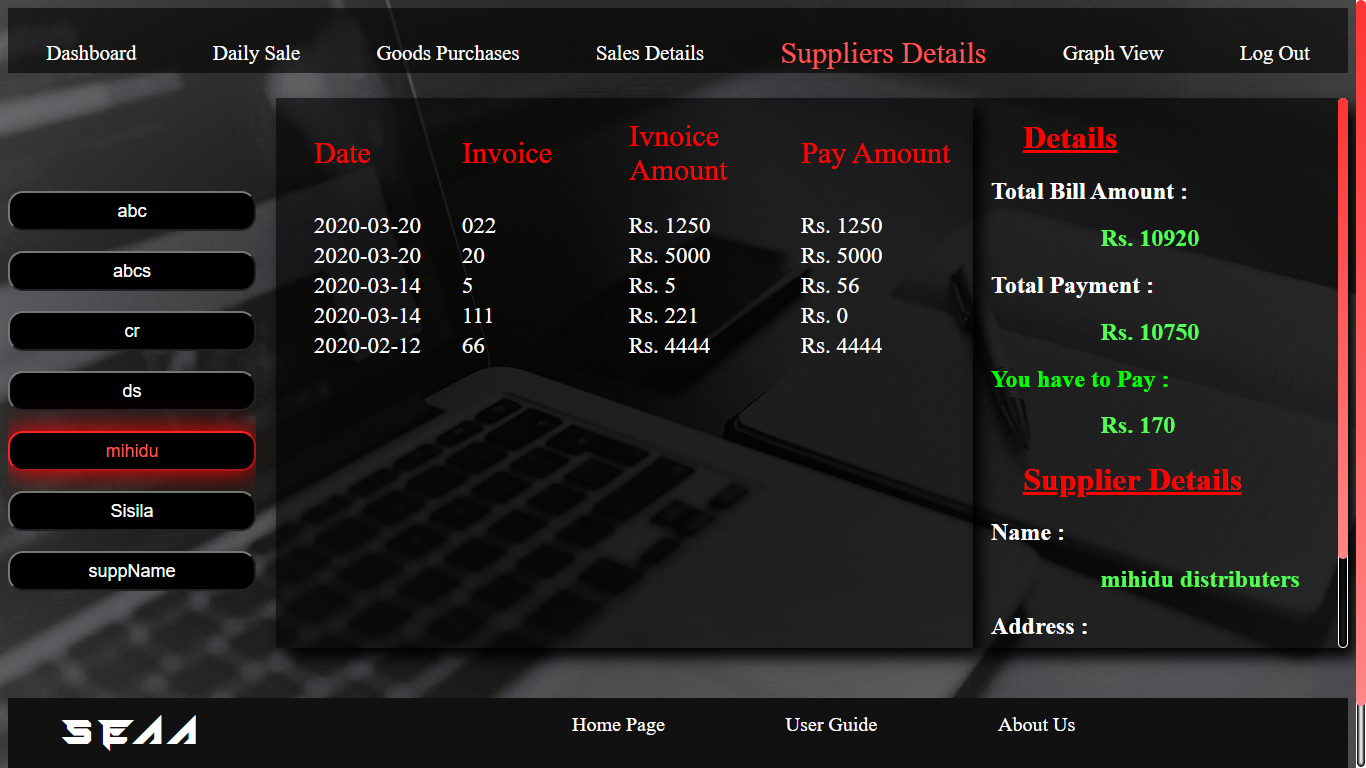 Dashboard Daily Sale Goods Purchases Sales Details Suppliers Details Graph View Log Out
abc
abcs
cr
ds
mihidu
Sisila
suppName
Date Invoice Ivnoice Amount Pay Amount
2020-03-20 022 Rs. 1250 Rs. 1250
2020-03-20 20 Rs. 5000 Rs. 5000
2020-03-14 5 Rs. 5 Rs. 56
2020-03-14 111 Rs. 221 Rs. 0
2020-02-12 66 Rs. 4444 Rs. 4444
Details
Total Bill Amount :
Rs. 10920
Total Payment :
Rs. 10750
You have to Pay :
Rs. 170
Supplier Details
Name :
mihidu distributers
Address :
SEAA Home Page User Guide About Us